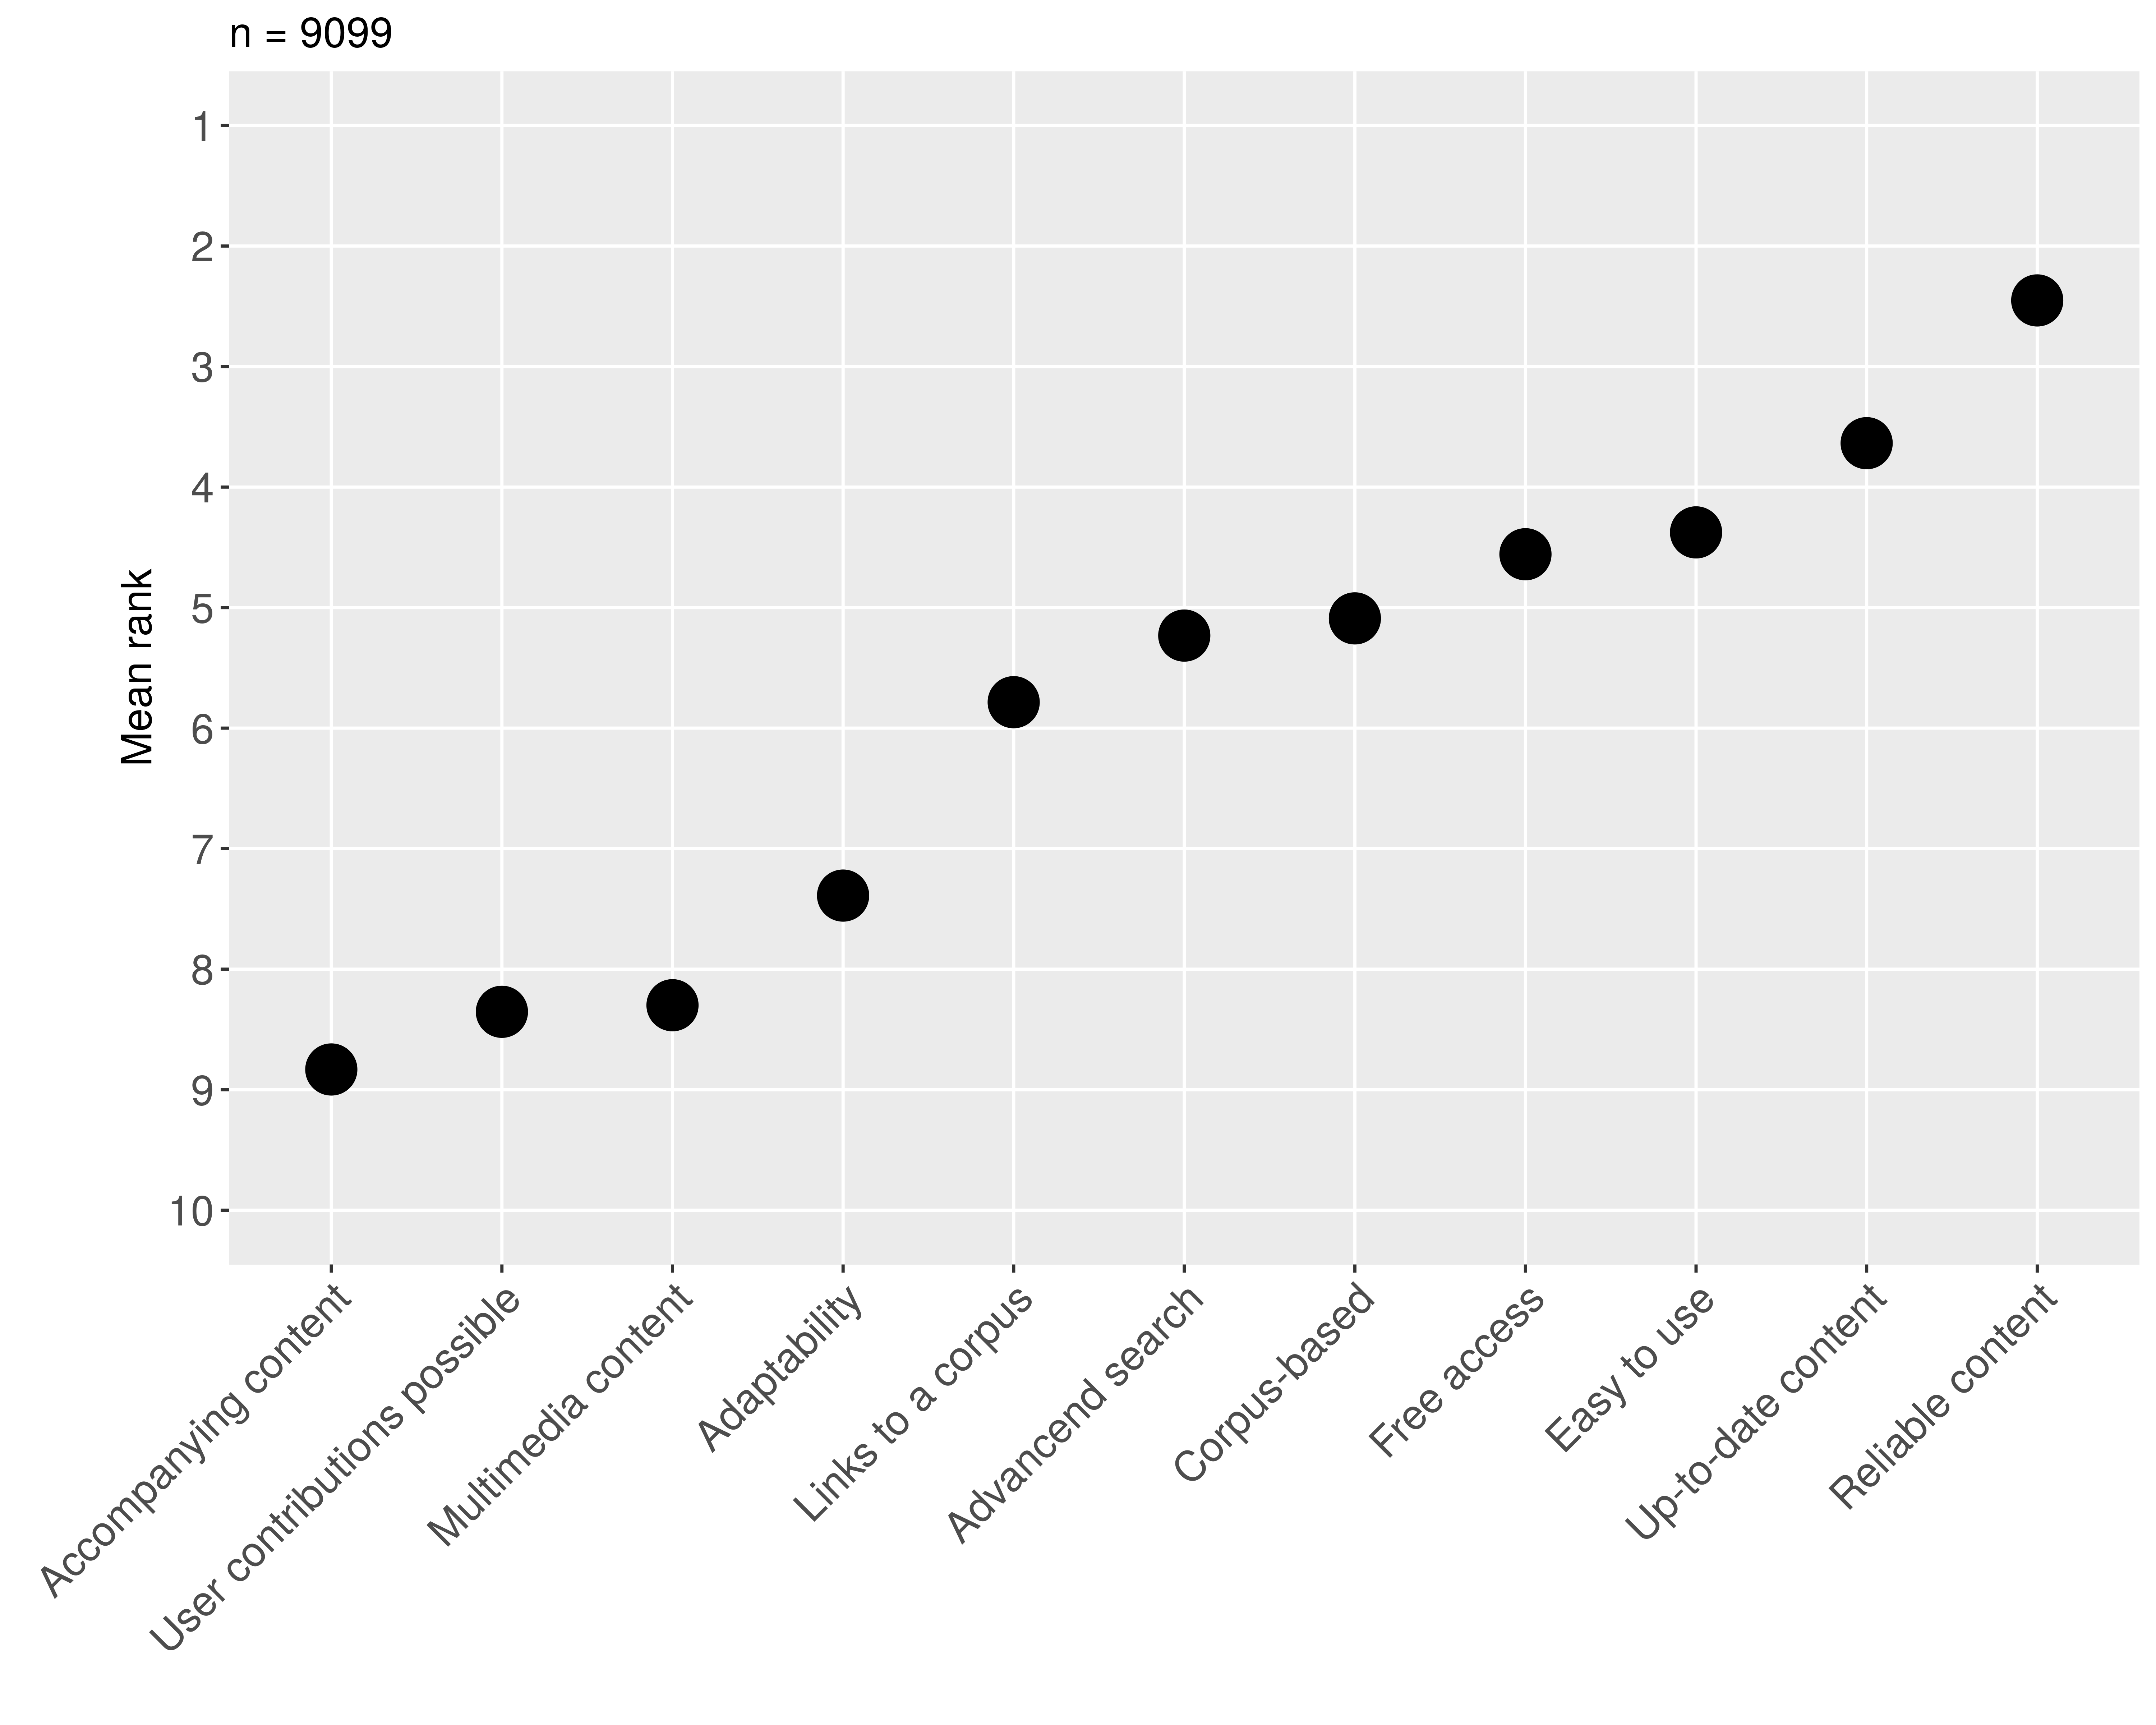 n = 9099
Mean rank
1
2
3
4
5
6
7
8
9
10
Accompanying content
User contributions possible
Multimedia content
Adaptability
Links to a corpus
Advancend search
Corpus-based
Free access
Easy to use
Up-to-date content
Reliable content